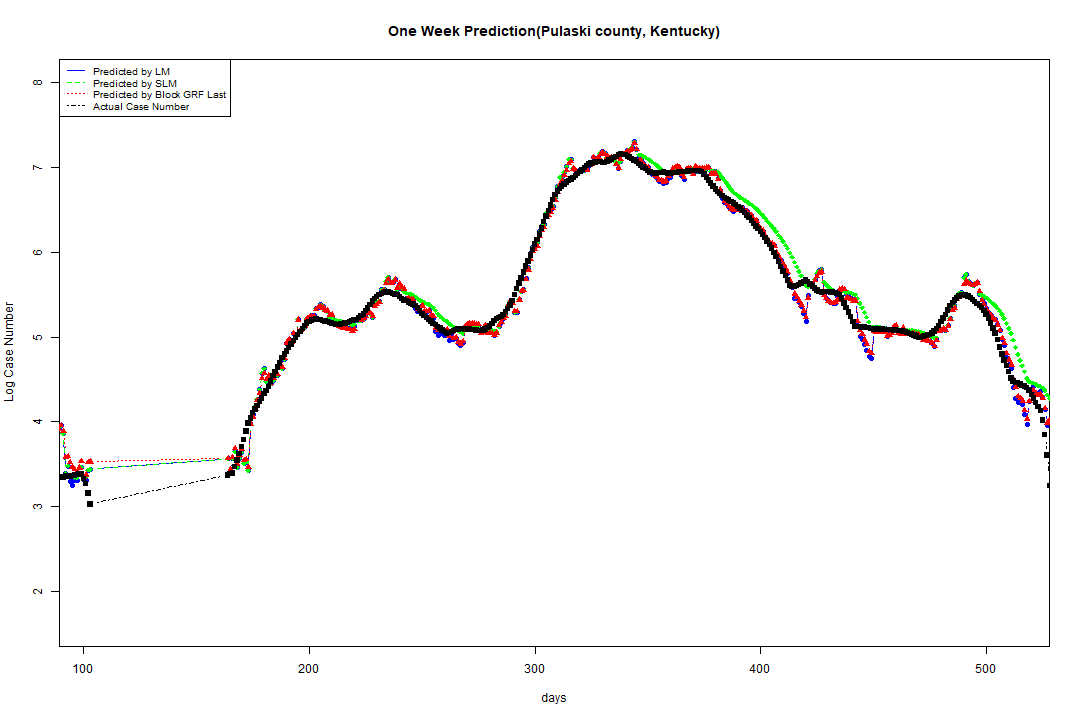 One Week Prediction(Pulaski county, Kentucky)
Predicted by LM
Predicted by SLM
Predicted by Block GRF Last
Actual Case Number
8
7
6
5
4
3
2
Log Case Number
100 200 300 400 500
days